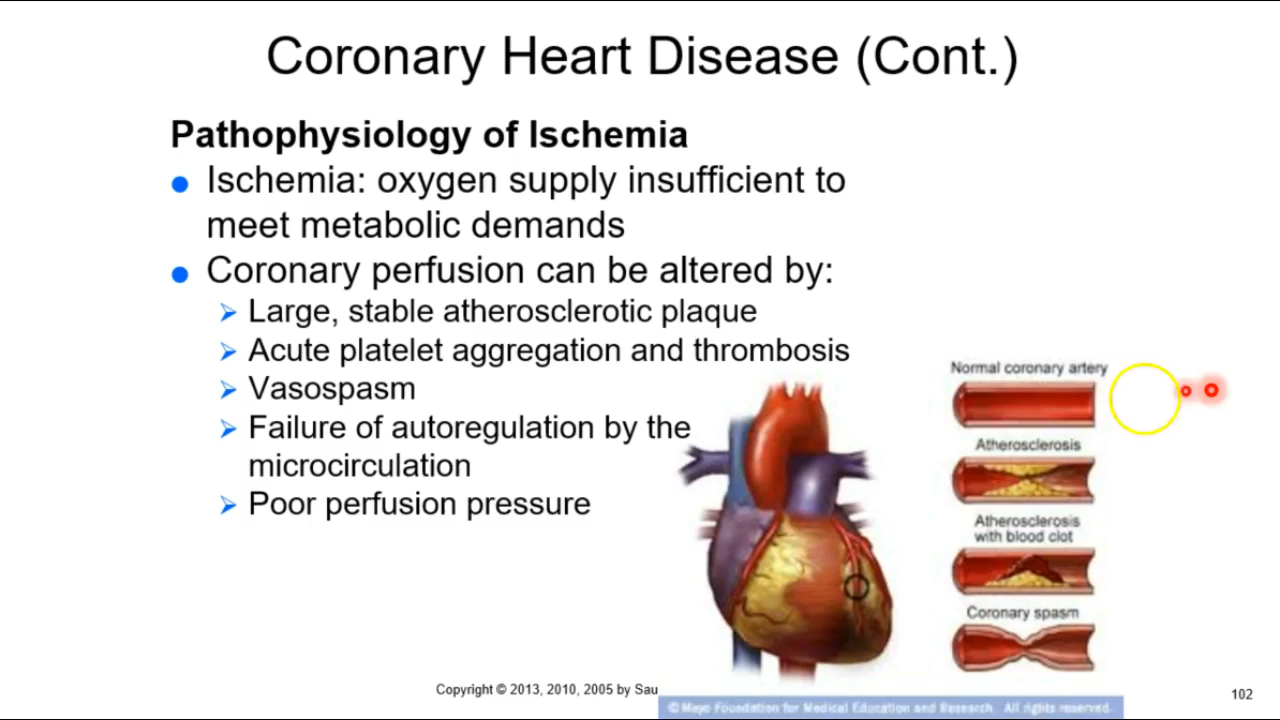 Coronary Heart Disease (Cont.)
Pathophysiology of Ischemia
Ischemia: oxygen supply insufficient to
meet metabolic demands
Coronary perfusion can be altered by:
Large, stable atherosclerotic plaque
Acute platelet aggregation and thrombosis
Vasospasm
Failure of autoregulation by the
microcirculation
Poor perfusion pressure
Normal coronary artery
Atherosclerosis
Atherosclerosis
with blood clot
Coronary spasm
Copyright © 2013, 2010, 2005 by Sau
© Mayo Foundation for Medical Education and Research. All rights reserved.
102